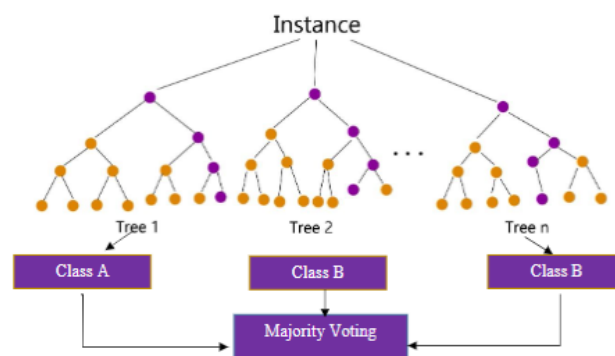 Instance
. . .
Tree 1
Tree 2
Tree n
Class A
Class B
Class B
Majority Voting